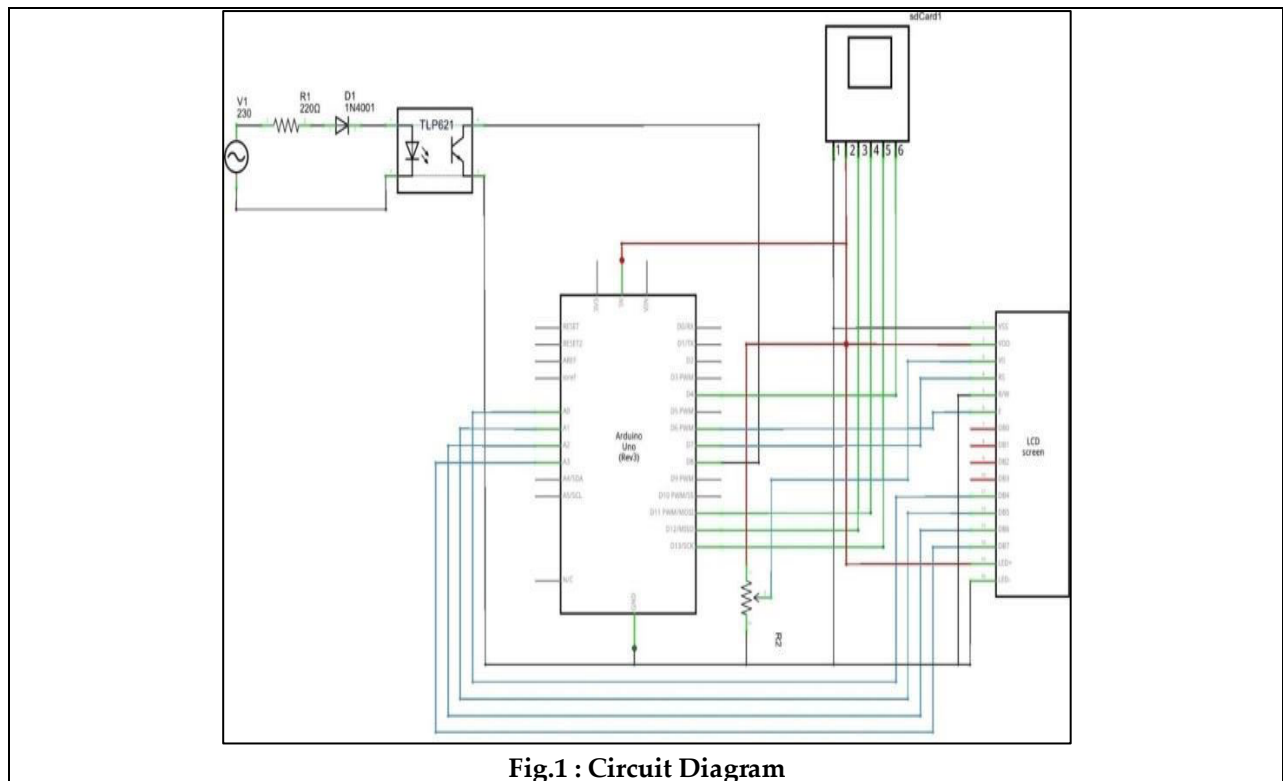 sdCard1
V1
230
R1
220Ω
D1
1N4001
TLP621
1 2 3 4 5 6
5V
RESET
RESET2
AREF
ioref
A0
A1
A2
A3
A4/SDA
A5/SCL
N/C
GND
D0/RX
D1/TX
D2
D3 PWM
D4
D5 PWM
D6 PWM
D7
D8
D9 PWM
D10 PWM/SS
D11 PWM/MOSI
D12/MISO
D13/SCK
Arduino
Uno
(Rev3)
VSS
VDD
RS
R/W
E
DB0
DB1
DB2
DB3
DB4
DB5
DB6
DB7
LED+
LED-
LCD
screen
R2
Fig.1 : Circuit Diagram